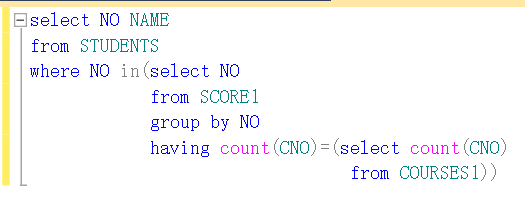 select NO NAME
from STUDENTS
where NO in(select NO
from SCORE1
group by NO
having count(CNO)=(select count(CNO)
from COURSES1))